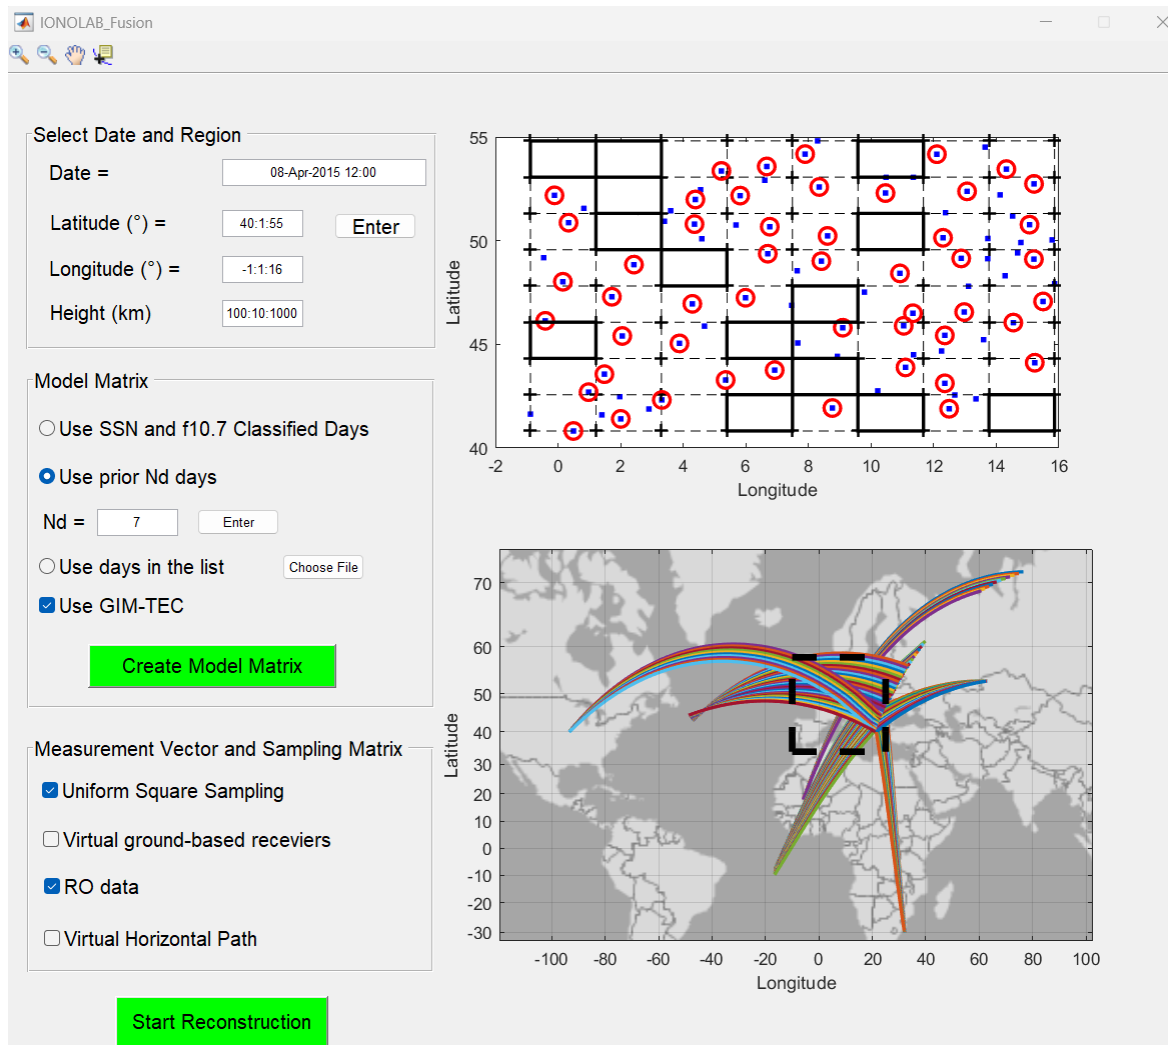 IONOLAB_Fusion
Select Date and Region
Date =
08-Apr-2015 12:00
Latitude (°) =
40:1:55
Enter
Longitude (°) =
-1:1:16
Height (km)
100:10:1000
Model Matrix
Use SSN and f10.7 Classified Days
Use prior Nd days
Nd =
7
Enter
Use days in the list
Choose File
Use GIM-TEC
Create Model Matrix
Measurement Vector and Sampling Matrix
Uniform Square Sampling
Virtual ground-based receviers
RO data
Virtual Horizontal Path
Start Reconstruction
55
50
45
40
Latitude
-2 0 2 4 6 8 10 12 14 16
Longitude
70
60
50
40
30
20
10
0
-10
-20
-30
Latitude
-100 -80 -60 -40 -20 0 20 40 60 80 100
Longitude